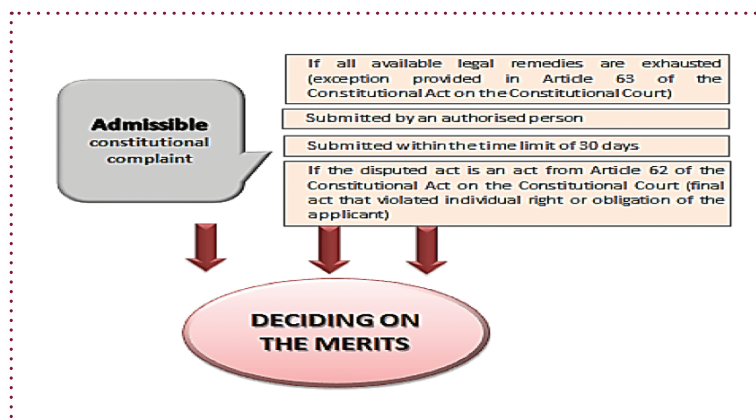 Admissible
constitutional
complaint
If all available legal remedies are exhausted
(exception provided in Article 63 of the
Constitutional Act on the Constitutional Court)
Submitted by an authorised person
Submitted within the time limit of 30 days
If the disputed act is an act from Article 62 of the
Constitutional Act on the Constitutional Court (final
act that violated individual right or obligation of the
applicant)
DECIDING ON
THE MERITS